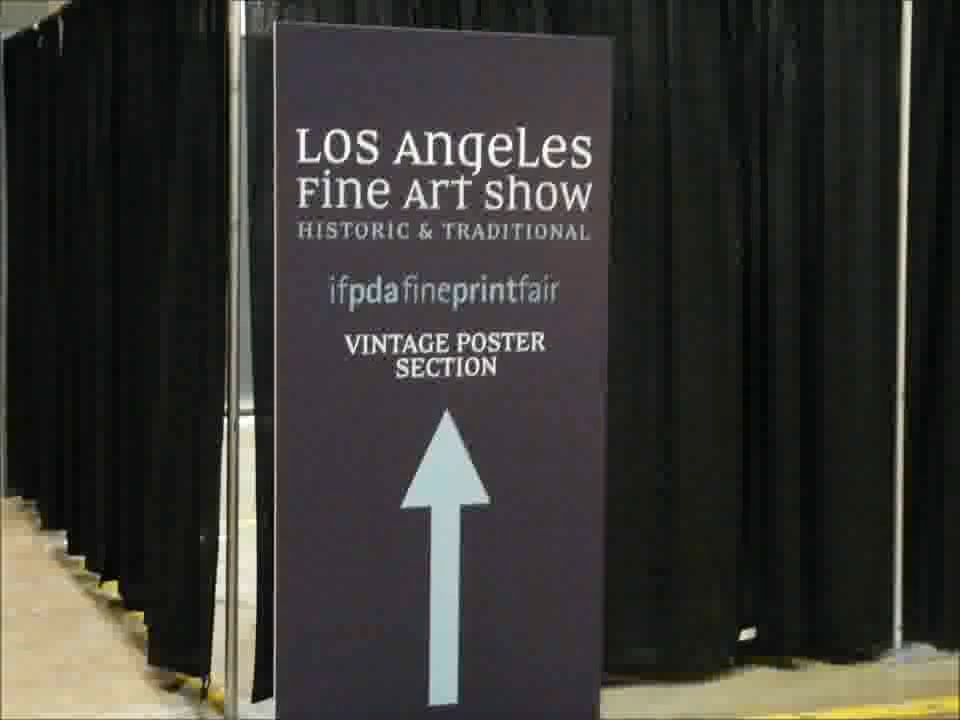 Los Angeles
Fine Art Show
HISTORIC & TRADITIONAL
ifpdafineprintfair
VINTAGE POSTER
SECTION